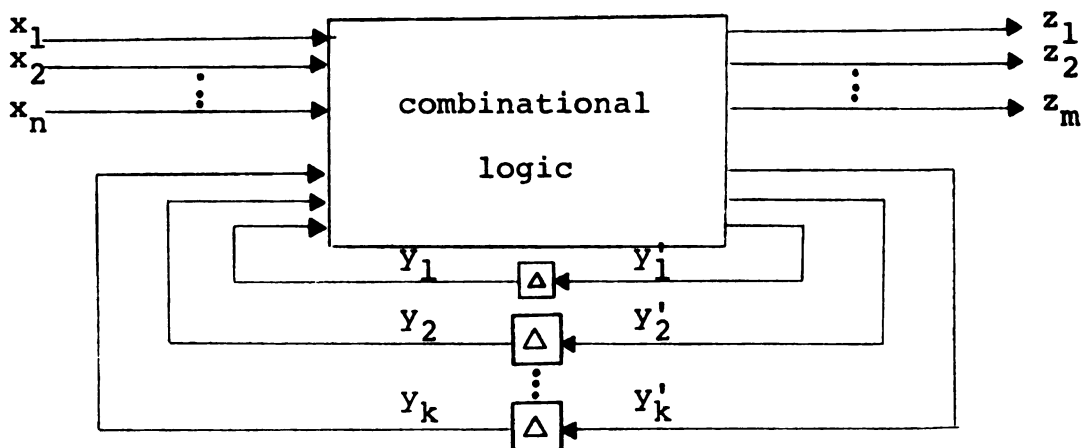 x1 z1
x2 z2
⋮ combinational ⋮
xn zm
logic
y1 Δ y'1
y2 Δ y'2
⋮
yk Δ y'k